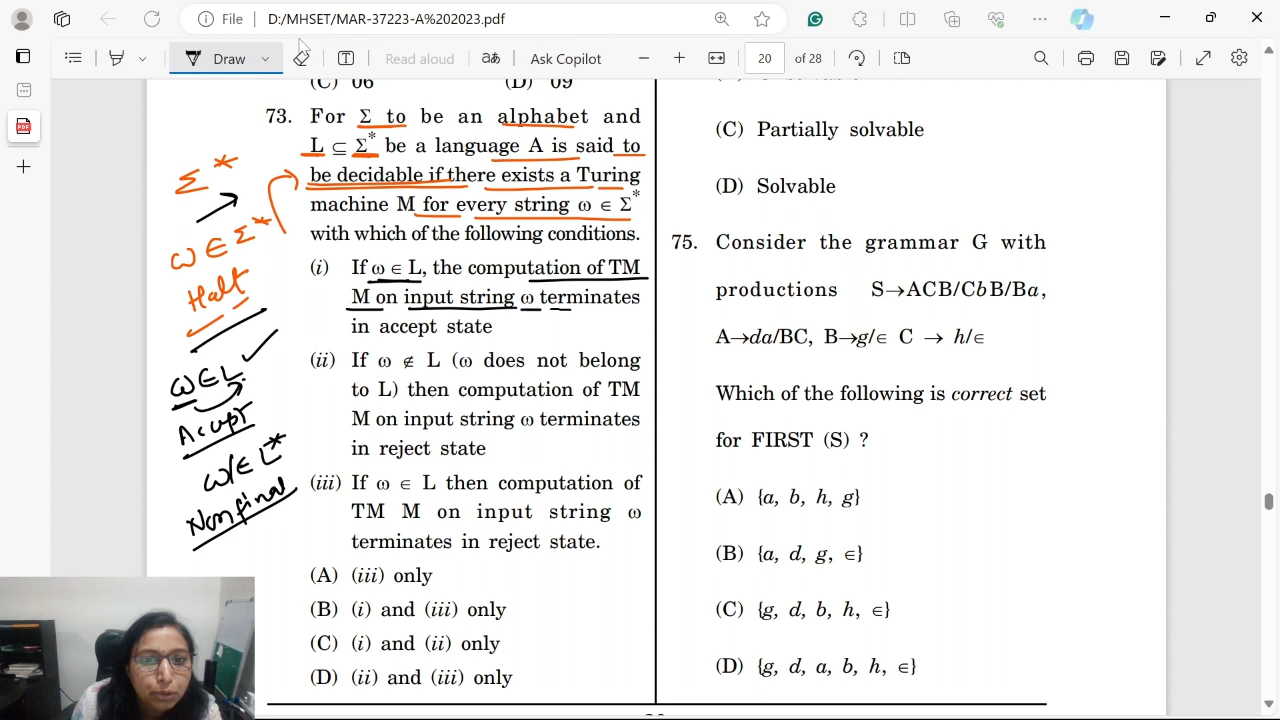 File D:/MHSET/MAR-37223-A%202023.pdf
Draw Read aloud aあ Ask Copilot 20 of 28
(C) 06 (D) 09
73. For Σ to be an alphabet and
L ⊆ Σ* be a language A is said to
be decidable if there exists a Turing
machine M for every string ω ∈ Σ*
with which of the following conditions.
(i) If ω ∈ L, the computation of TM
M on input string ω terminates
in accept state
(ii) If ω ∉ L (ω does not belong
to L) then computation of TM
M on input string ω terminates
in reject state
(iii) If ω ∈ L then computation of
TM M on input string ω
terminates in reject state.
(A) (iii) only
(B) (i) and (iii) only
(C) (i) and (ii) only
(D) (ii) and (iii) only
Σ*
ω ∈ Σ*
Halt
ω ∈ L
Accept
ω ∉ L*
Non final
(C) Partially solvable
(D) Solvable
75. Consider the grammar G with
productions S→ACB/CbB/Ba,
A→da/BC, B→g/∈ C → h/∈
Which of the following is correct set
for FIRST (S) ?
(A) {a, b, h, g}
(B) {a, d, g, ∈}
(C) {g, d, b, h, ∈}
(D) {g, d, a, b, h, ∈}